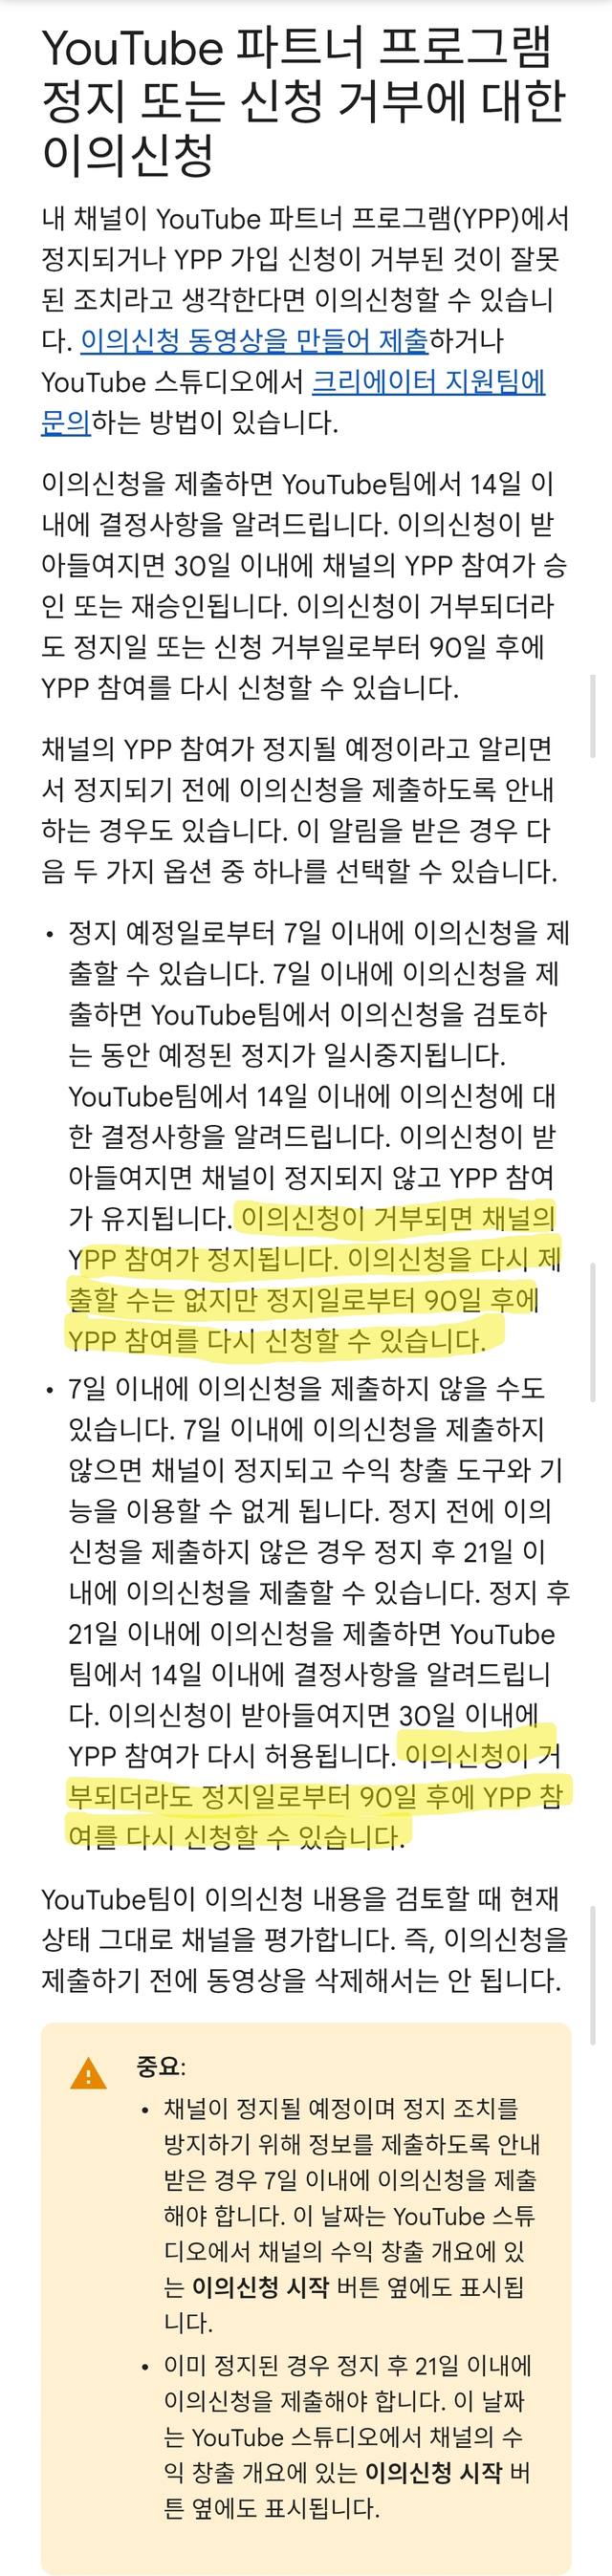 YouTube 파트너 프로그램
정지 또는 신청 거부에 대한
이의신청
내 채널이 YouTube 파트너 프로그램(YPP)에서
정지되거나 YPP 가입 신청이 거부된 것이 잘못
된 조치라고 생각한다면 이의신청할 수 있습니
다. 이의신청 동영상을 만들어 제출하거나
YouTube 스튜디오에서 크리에이터 지원팀에
문의하는 방법이 있습니다.
이의신청을 제출하면 YouTube팀에서 14일 이
내에 결정사항을 알려드립니다. 이의신청이 받
아들여지면 30일 이내에 채널의 YPP 참여가 승
인 또는 재승인됩니다. 이의신청이 거부되더라
도 정지일 또는 신청 거부일로부터 90일 후에
YPP 참여를 다시 신청할 수 있습니다.
채널의 YPP 참여가 정지될 예정이라고 알리면
서 정지되기 전에 이의신청을 제출하도록 안내
하는 경우도 있습니다. 이 알림을 받은 경우 다
음 두 가지 옵션 중 하나를 선택할 수 있습니다.
• 정지 예정일로부터 7일 이내에 이의신청을 제
출할 수 있습니다. 7일 이내에 이의신청을 제
출하면 YouTube팀에서 이의신청을 검토하
는 동안 예정된 정지가 일시중지됩니다.
YouTube팀에서 14일 이내에 이의신청에 대
한 결정사항을 알려드립니다. 이의신청이 받
아들여지면 채널이 정지되지 않고 YPP 참여
가 유지됩니다. 이의신청이 거부되면 채널의
YPP 참여가 정지됩니다. 이의신청을 다시 제
출할 수는 없지만 정지일로부터 90일 후에
YPP 참여를 다시 신청할 수 있습니다.
• 7일 이내에 이의신청을 제출하지 않을 수도
있습니다. 7일 이내에 이의신청을 제출하지
않으면 채널이 정지되고 수익 창출 도구와 기
능을 이용할 수 없게 됩니다. 정지 전에 이의
신청을 제출하지 않은 경우 정지 후 21일 이
내에 이의신청을 제출할 수 있습니다. 정지 후
21일 이내에 이의신청을 제출하면 YouTube
팀에서 14일 이내에 결정사항을 알려드립니
다. 이의신청이 받아들여지면 30일 이내에
YPP 참여가 다시 허용됩니다. 이의신청이 거
부되더라도 정지일로부터 90일 후에 YPP 참
여를 다시 신청할 수 있습니다.
YouTube팀이 이의신청 내용을 검토할 때 현재
상태 그대로 채널을 평가합니다. 즉, 이의신청을
제출하기 전에 동영상을 삭제해서는 안 됩니다.
중요:
• 채널이 정지될 예정이며 정지 조치를
방지하기 위해 정보를 제출하도록 안내
받은 경우 7일 이내에 이의신청을 제출
해야 합니다. 이 날짜는 YouTube 스튜
디오에서 채널의 수익 창출 개요에 있
는 이의신청 시작 버튼 옆에도 표시됩
니다.
• 이미 정지된 경우 정지 후 21일 이내에
이의신청을 제출해야 합니다. 이 날짜
는 YouTube 스튜디오에서 채널의 수
익 창출 개요에 있는 이의신청 시작 버
튼 옆에도 표시됩니다.